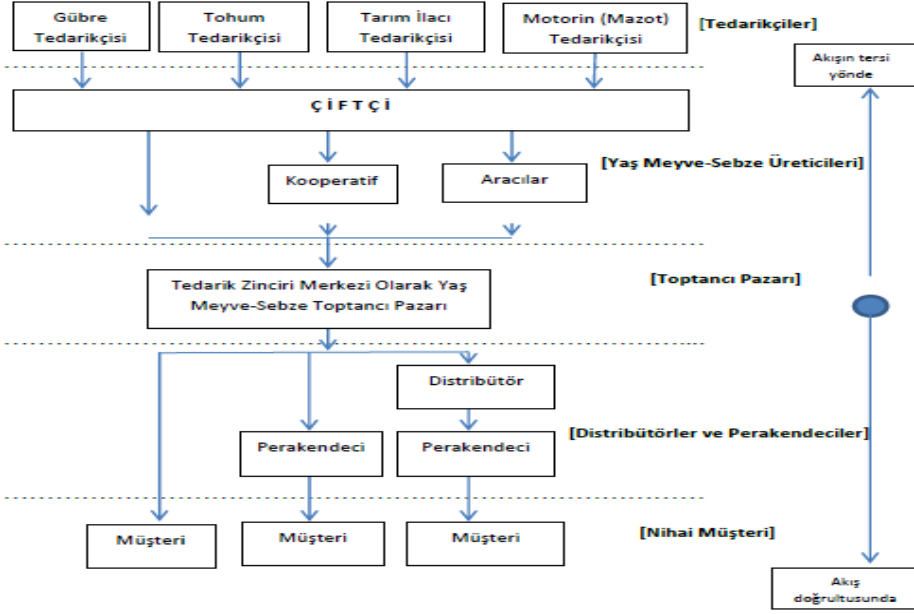 Gübre
Tedarikçisi
Tohum
Tedarikçisi
Tarım İlacı
Tedarikçisi
Motorin (Mazot)
Tedarikçisi
[Tedarikçiler]
Akışın tersi
yönde
ÇİFTÇİ
[Yaş Meyve-Sebze Üreticileri]
Kooperatif
Aracılar
Tedarik Zinciri Merkezi Olarak Yaş
Meyve-Sebze Toptancı Pazarı
[Toptancı Pazarı]
Distribütör
[Distribütörler ve Perakendeciler]
Perakendeci
Perakendeci
Müşteri
Müşteri
Müşteri
[Nihai Müşteri]
Akış
doğrultusunda